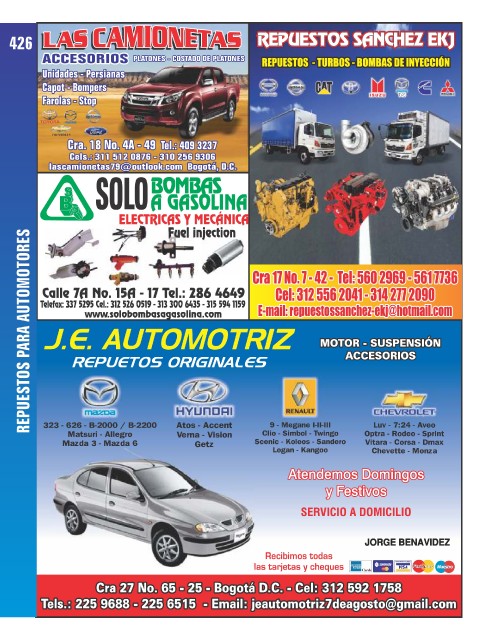 426
REPUESTOS PARA AUTOMOTORES
LAS CAMIONETAS
ACCESORIOS PLATONES - COSTADO DE PLATONES
Unidades - Persianas
Capot - Bompers
Farolas - Stop
Cra. 18 No. 4A - 49 Tel.: 409 3237
Cels.: 311 512 0876 - 310 256 9306
lascamionetas79@outlook.com Bogotá, D.C.
REPUESTOS SANCHEZ EKJ
REPUESTOS - TURBOS - BOMBAS DE INYECCIÓN
CAT
Cra 17 No. 7 - 42 - Tel: 560 2969 - 561 7736
Cel: 312 556 2041 - 314 277 2090
E-mail: repuestossanchez-ekj@hotmail.com
SOLO BOMBAS
A GASOLINA
ELECTRICAS Y MECÁNICA
Fuel injection
Calle 7A No. 15A - 17 Tel.: 286 4649
Telefax: 337 5295 Cel.: 312 526 0519 - 313 300 6435 - 315 594 1159
www.solobombasagasolina.com
J.E. AUTOMOTRIZ
REPUETOS ORIGINALES
MOTOR - SUSPENSIÓN
ACCESORIOS
mazda
323 - 626 - B-2000 / B-2200
Matsuri - Allegro
Mazda 3 - Mazda 6
HYUNDAI
Atos - Accent
Verna - Vision
Getz
RENAULT
9 - Megane I-II-III
Clio - Simbol - Twingo
Scenic - Koleos - Sandero
Logan - Kangoo
CHEVROLET
Luv - 7:24 - Aveo
Optra - Rodeo - Sprint
Vitara - Corsa - Dmax
Chevette - Monza
Atendemos Domingos
y Festivos
SERVICIO A DOMICILIO
JORGE BENAVIDEZ
Recibimos todas
las tarjetas y cheques
Cra 27 No. 65 - 25 - Bogotá D.C. - Cel: 312 592 1758
Tels.: 225 9688 - 225 6515 - Email: jeautomotriz7deagosto@gmail.com